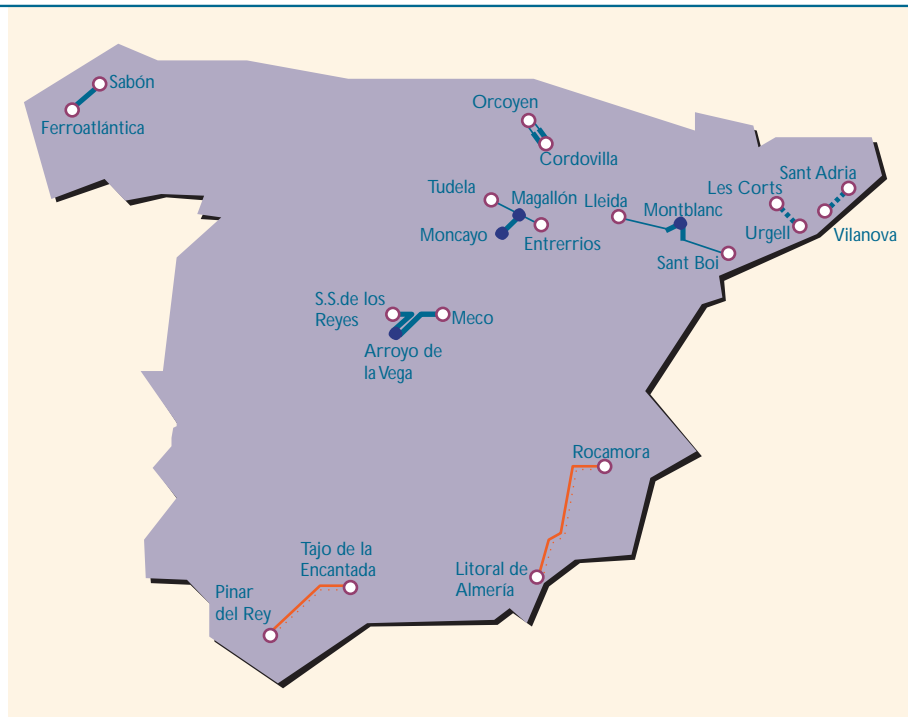 Sabón
Ferroatlántica
Orcoyen
Cordovilla
Tudela
Magallón
Moncayo
Entrerrios
Lleida
Montblanc
Sant Boi
Les Corts
Urgell
Sant Adria
Vilanova
S.S.de los
Reyes
Meco
Arroyo de
la Vega
Rocamora
Litoral de
Almería
Tajo de la
Encantada
Pinar
del Rey